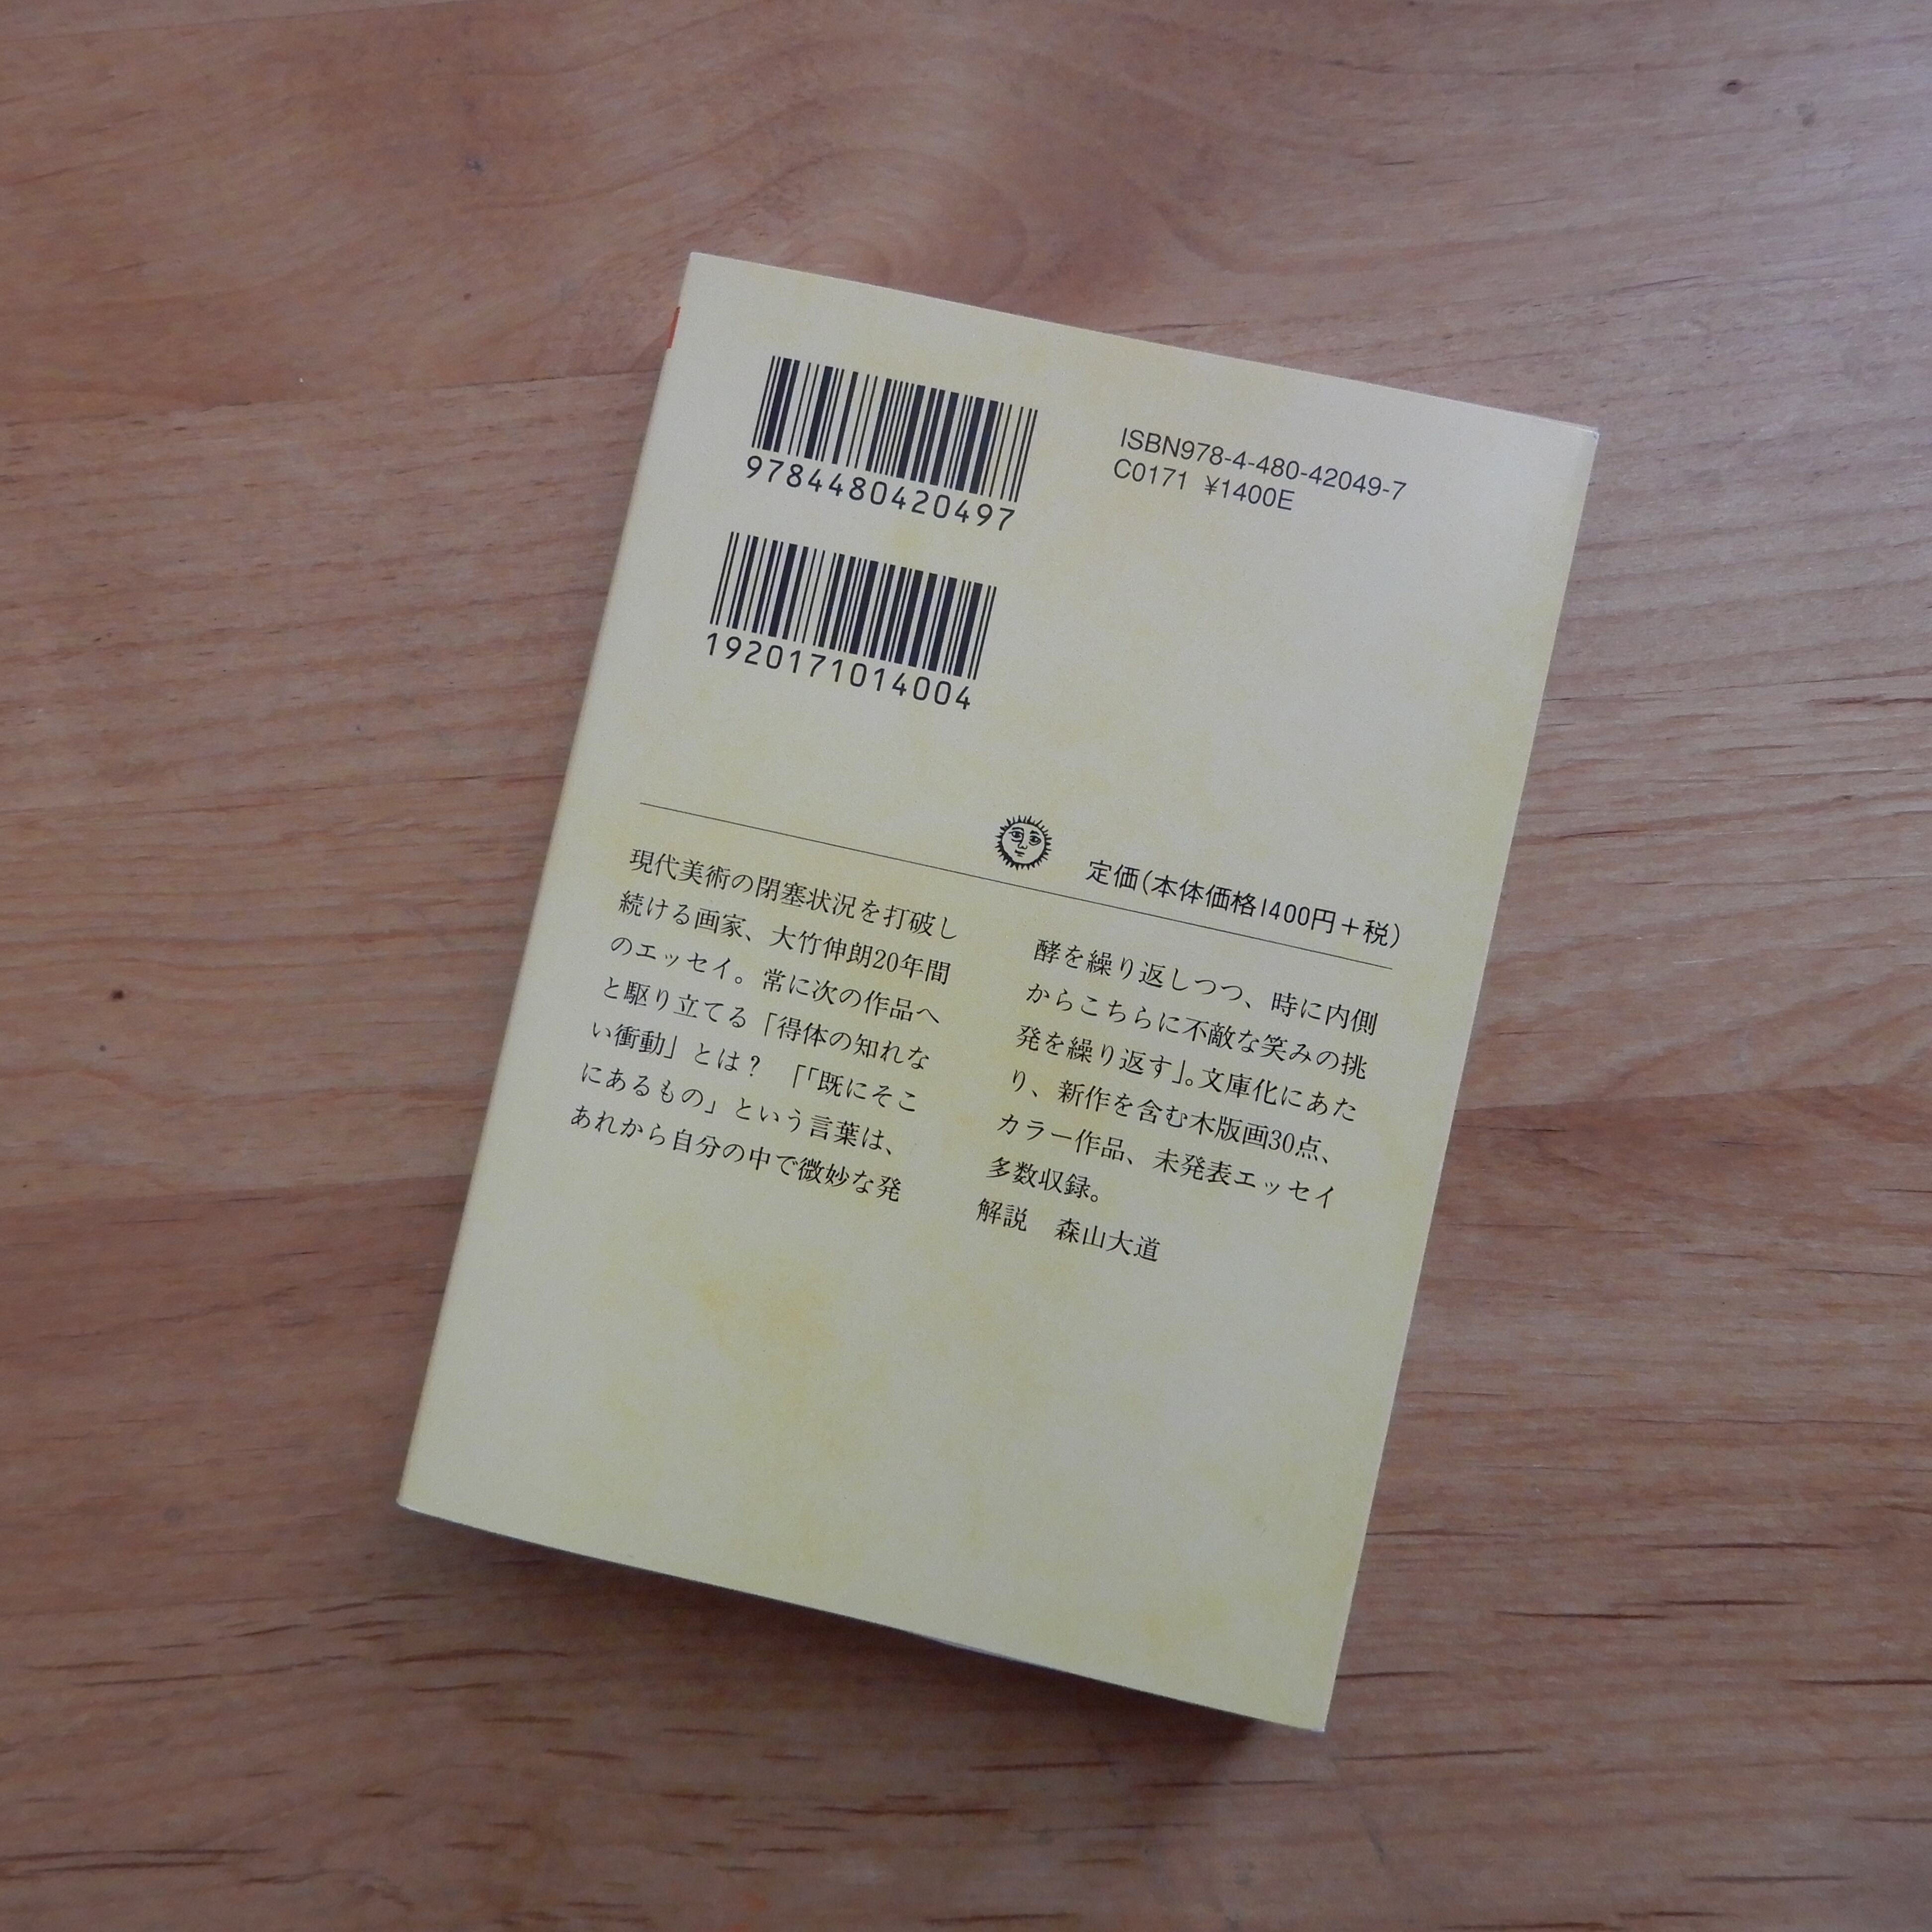 9784480420497
ISBN978-4-480-42049-7
C0171 ¥1400E
1920171014004
定価(本体価格1400円+税)
現代美術の閉塞状況を打破し
続ける画家、大竹伸朗20年間
のエッセイ。常に次の作品へ
と駆り立てる「得体の知れな
い衝動」とは? 「「既にそこ
にあるもの」という言葉は、
あれから自分の中で微妙な発
酵を繰り返しつつ、時に内側
からこちらに不敵な笑みの挑
発を繰り返す」。文庫化にあた
り、新作を含む木版画30点、
カラー作品、未発表エッセイ
多数収録。
解説 森山大道